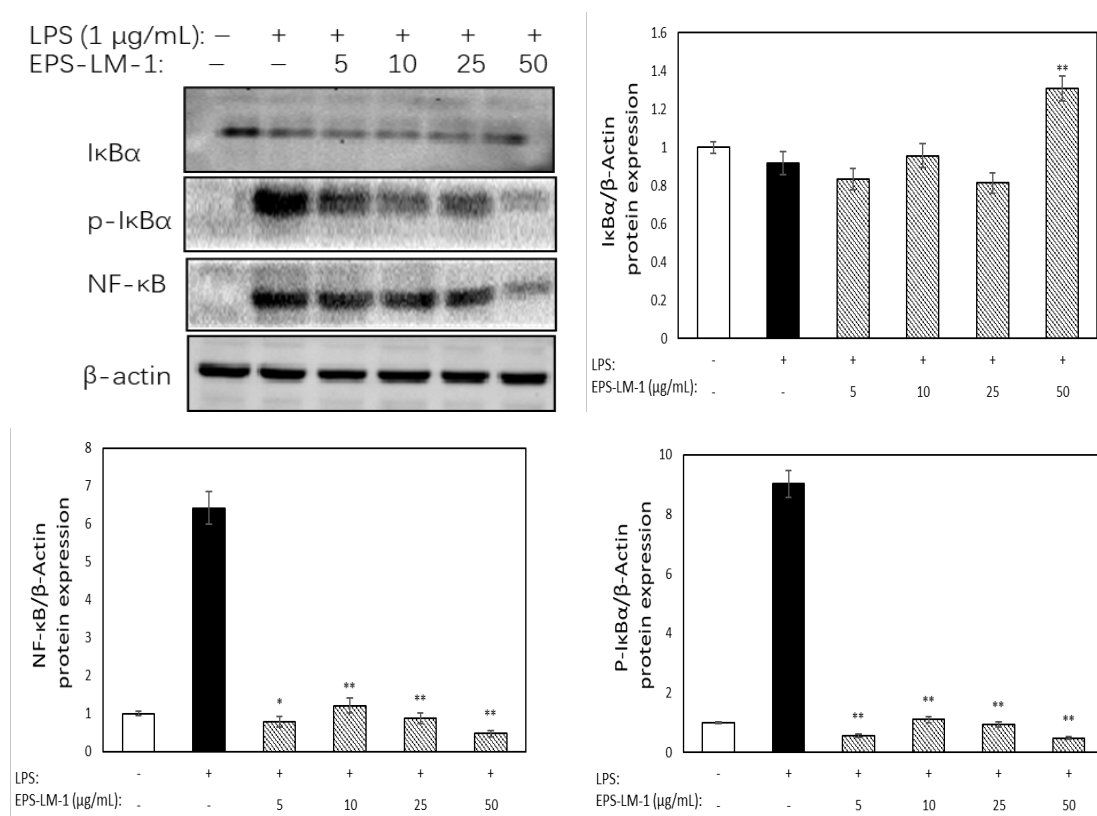 LPS (1 μg/mL): − + + + + +
EPS-LM-1: − − 5 10 25 50
IκBα
p-IκBα
NF-κB
β-actin
IκBα/β-Actin
protein expression
1.6
1.4
1.2
1
0.8
0.6
0.4
0.2
0
**
LPS: - + + + + +
EPS-LM-1 (μg/mL): - - 5 10 25 50
NF-κB/β-Actin
protein expression
8
7
6
5
4
3
2
1
0
* ** ** **
LPS: - + + + + +
EPS-LM-1 (μg/mL): - - 5 10 25 50
P-IκBα/β-Actin
protein expression
10
8
6
4
2
0
** ** ** **
LPS: - + + + + +
EPS-LM-1 (μg/mL): - - 5 10 25 50